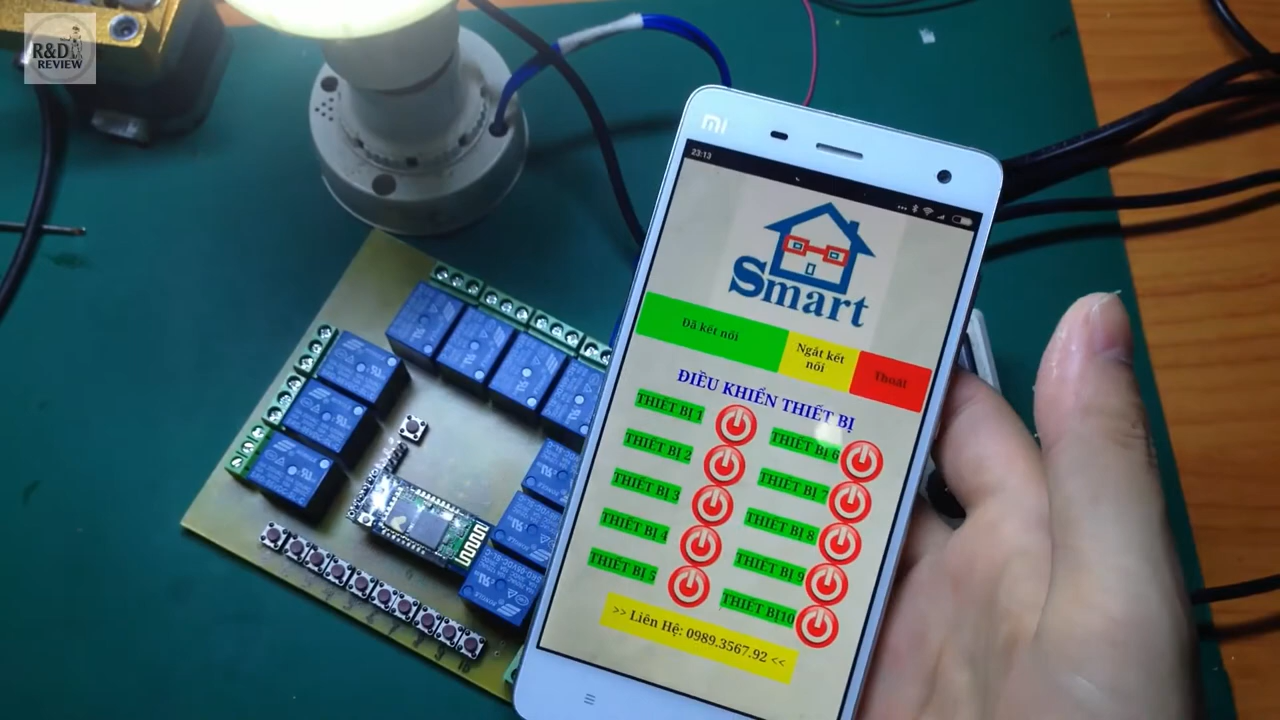 R&D
REVIEW
mi
23:13
Smart
Đã kết nối
Ngắt kết
nối
Thoát
ĐIỀU KHIỂN THIẾT BỊ
THIẾT BỊ 1
THIẾT BỊ 2
THIẾT BỊ 3
THIẾT BỊ 4
THIẾT BỊ 5
THIẾT BỊ 6
THIẾT BỊ 7
THIẾT BỊ 8
THIẾT BỊ 9
THIẾT BỊ10
>> Liên Hệ: 0989.3567.92 <<